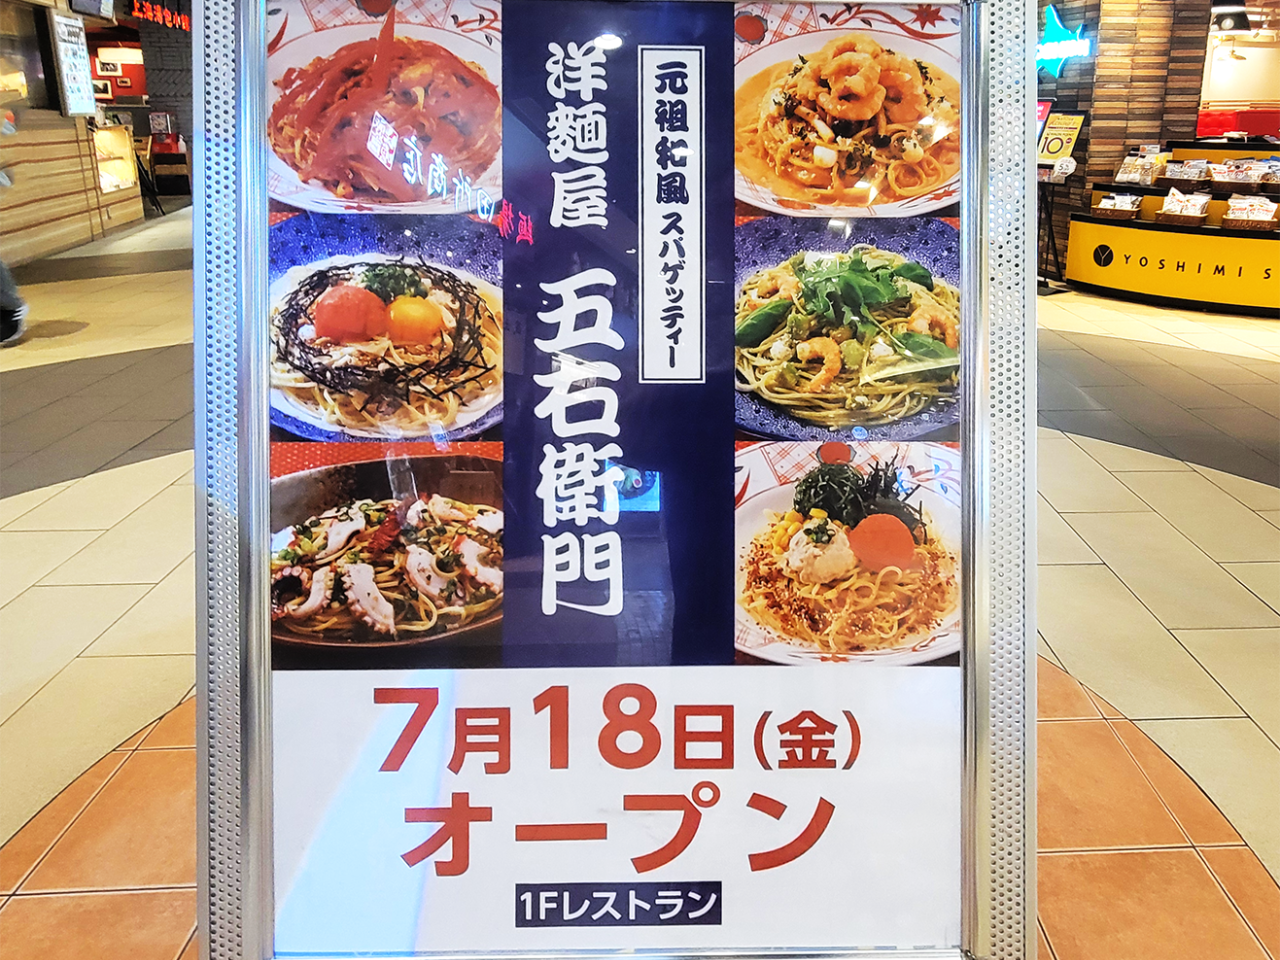 元祖和風スパゲッティー
洋麺屋 五右衛門
7月18日(金)
オープン
1Fレストラン
YOSHIMI S
10